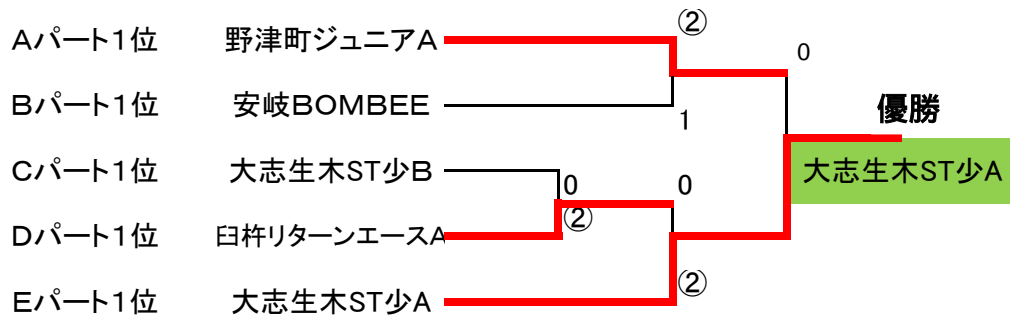 ②
Aパート1位 野津町ジュニアA
0
Bパート1位 安岐BOMBEE
1
優勝
Cパート1位 大志生木ST少B
0
0
大志生木ST少A
②
Dパート1位 臼杵リターンエースA
②
Eパート1位 大志生木ST少A